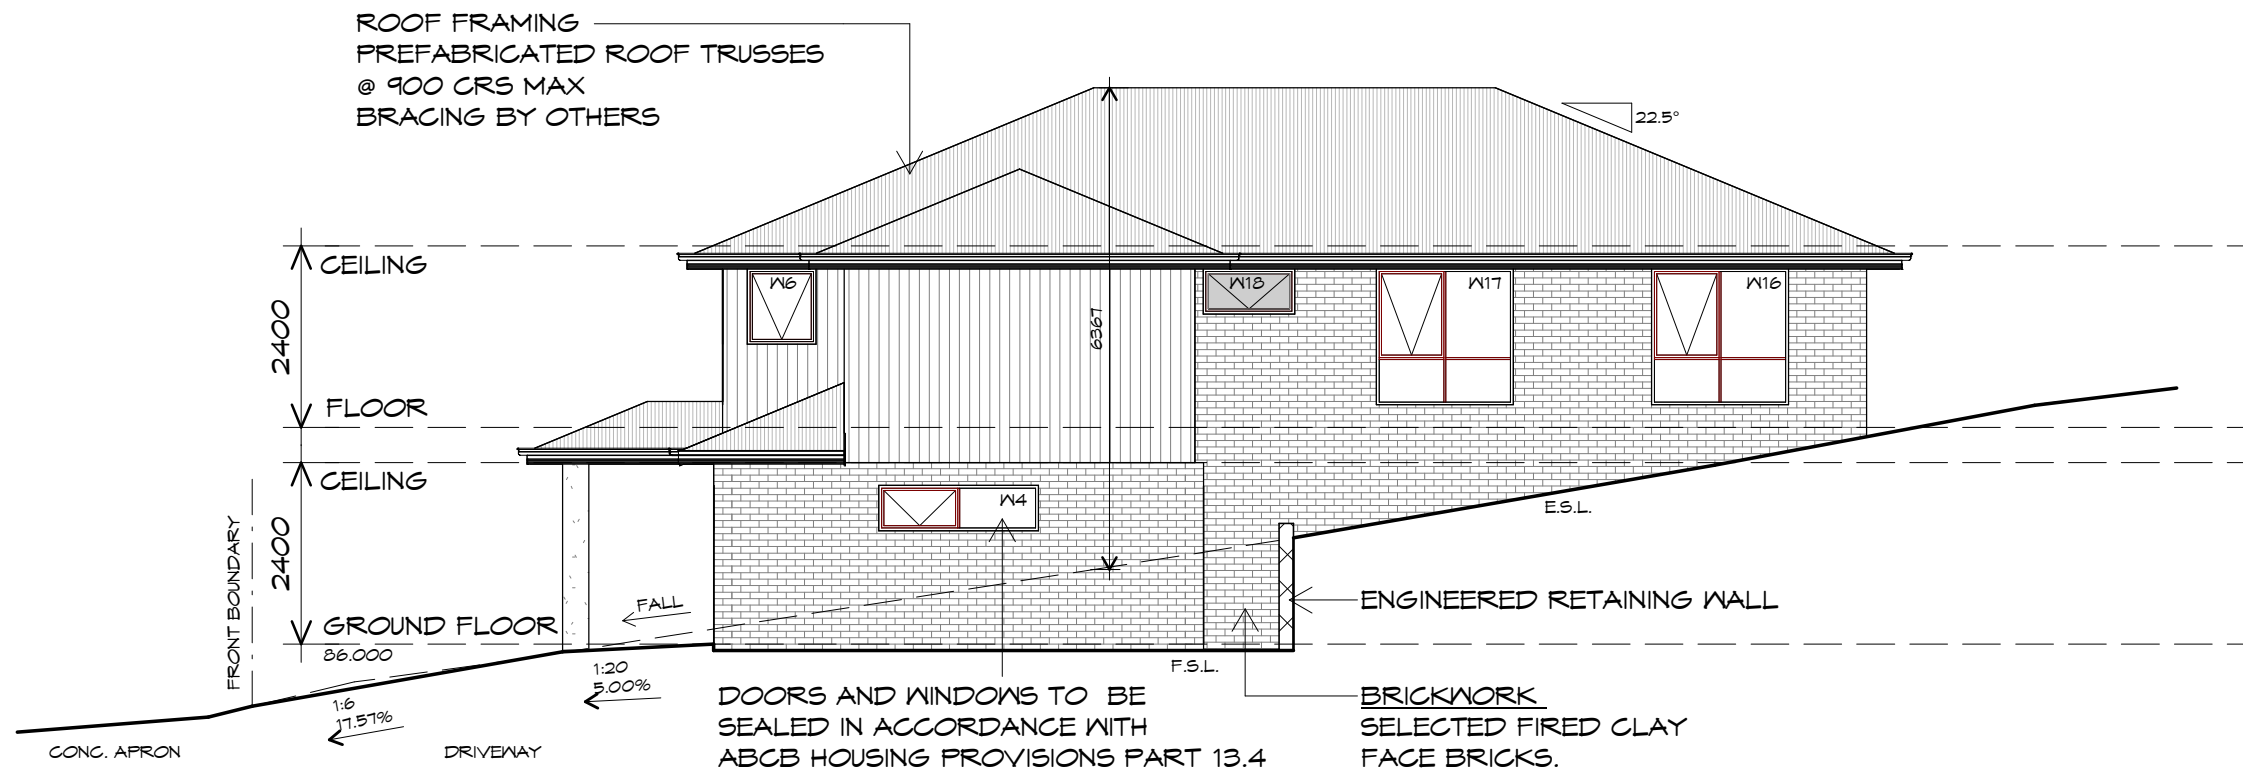 ROOF FRAMING
PREFABRICATED ROOF TRUSSES
@ 900 CRS MAX
BRACING BY OTHERS
22.5°
CEILING
W6
W18
W17
W16
2400
6367
FLOOR
CEILING
W4
E.S.L.
FRONT BOUNDARY
2400
FALL
ENGINEERED RETAINING WALL
GROUND FLOOR
86.000
F.S.L.
1:20
5.00%
1:6
17.57%
DOORS AND WINDOWS TO BE
SEALED IN ACCORDANCE WITH
ABCB HOUSING PROVISIONS PART 13.4
BRICKWORK
SELECTED FIRED CLAY
FACE BRICKS.
CONC. APRON
DRIVEWAY